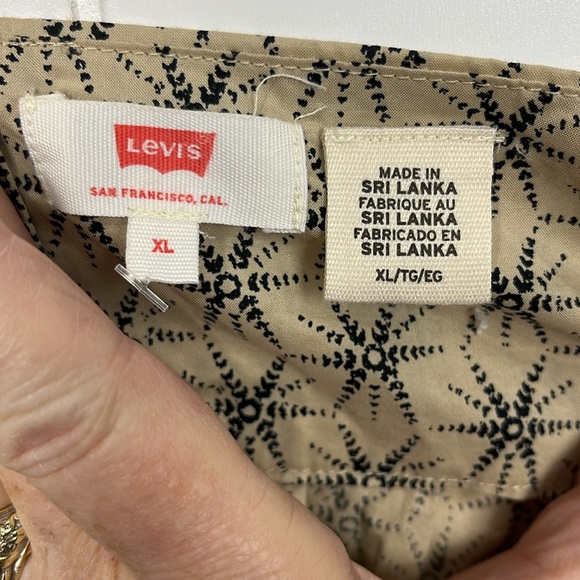 LEVI'S
SAN FRANCISCO, CAL.
XL
MADE IN
SRI LANKA
FABRIQUE AU
SRI LANKA
FABRICADO EN
SRI LANKA
XL/TG/EG